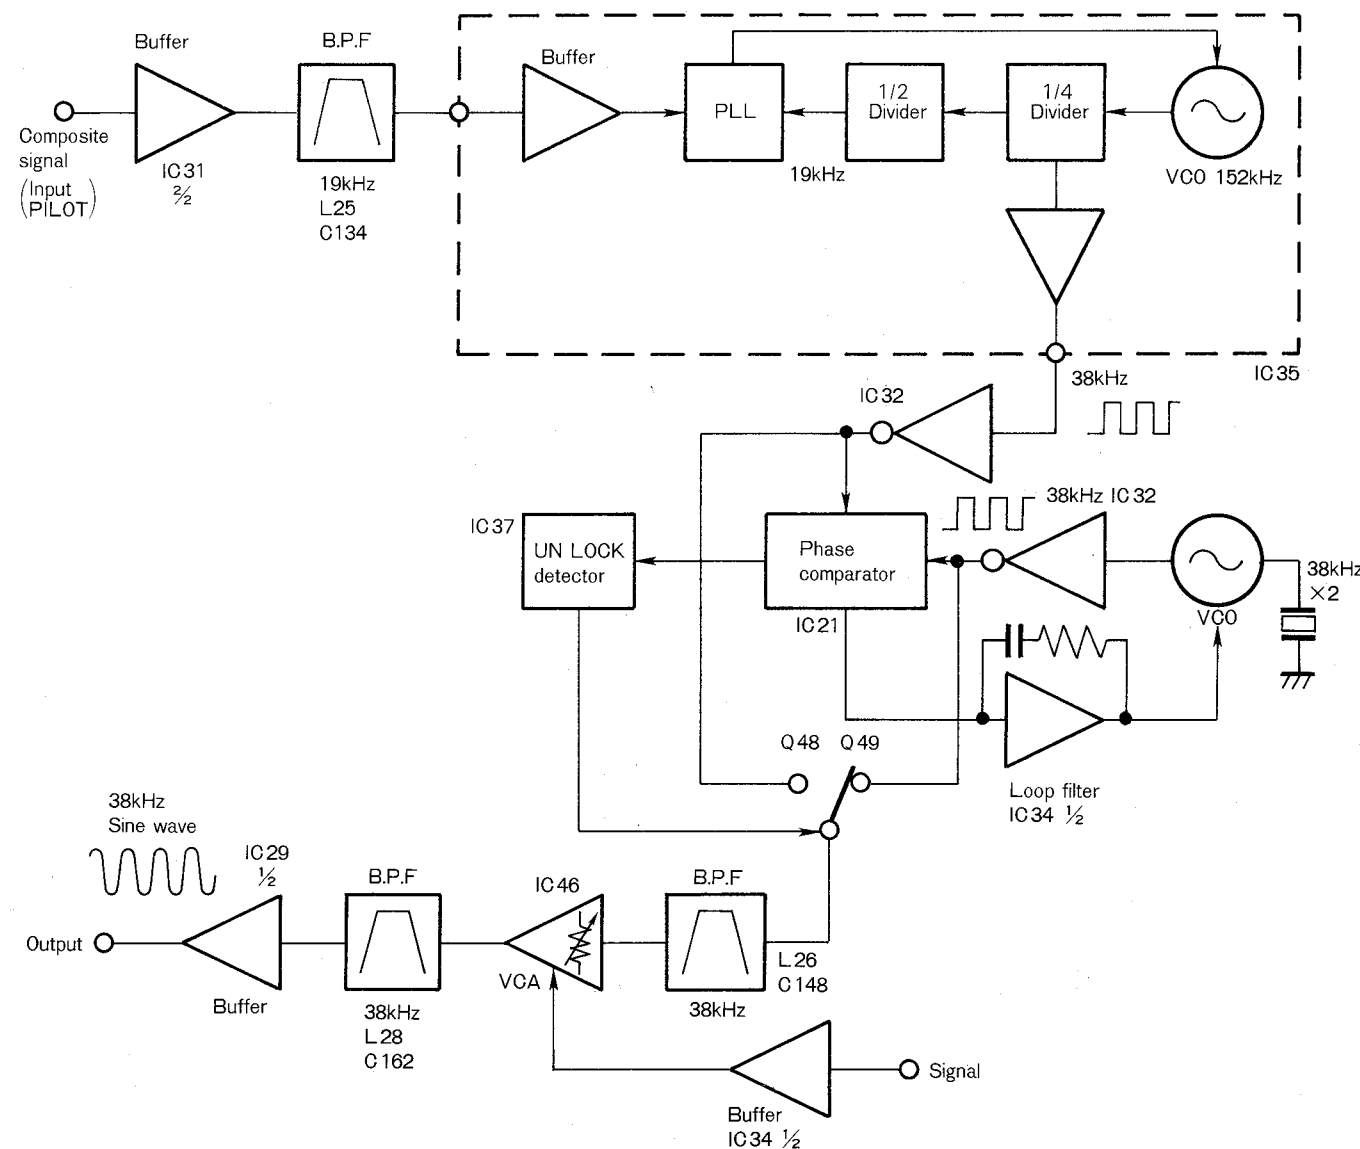 Buffer
B.P.F
Composite
signal
(Input
PILOT)
IC31
2/2
19kHz
L25
C134
Buffer
PLL
1/2
Divider
1/4
Divider
19kHz
VCO 152kHz
IC35
38kHz
IC32
38kHz IC32
IC37
UN LOCK
detector
Phase
comparator
IC21
VCO
38kHz
×2
Loop filter
IC34 1/2
Q48
Q49
38kHz
Sine wave
IC29
1/2
Output
Buffer
B.P.F
38kHz
L28
C162
IC46
VCA
B.P.F
L26
C148
38kHz
Signal
Buffer
IC34 1/2